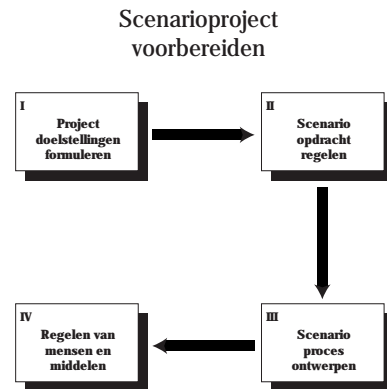 Scenarioproject
voorbereiden
I
Project
doelstellingen
formuleren
II
Scenario
opdracht
regelen
III
Scenario
proces
ontwerpen
IV
Regelen van
mensen en
middelen